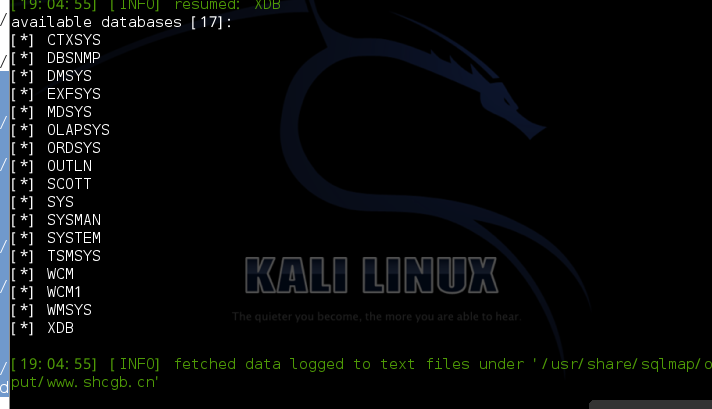 [19:04:55] [INFO] resumed: XDB
available databases [17]:
[*] CTXSYS
[*] DBSNMP
[*] DMSYS
[*] EXFSYS
[*] MDSYS
[*] OLAPSYS
[*] ORDSYS
[*] OUTLN
[*] SCOTT
[*] SYS
[*] SYSMAN
[*] SYSTEM
[*] TSMSYS
[*] WCM
[*] WCM1
[*] WMSYS
[*] XDB
KALI LINUX
The quieter you become, the more you are able to hear.
[19:04:55] [INFO] fetched data logged to text files under '/usr/share/sqlmap/o
put/www.shcgb.cn'